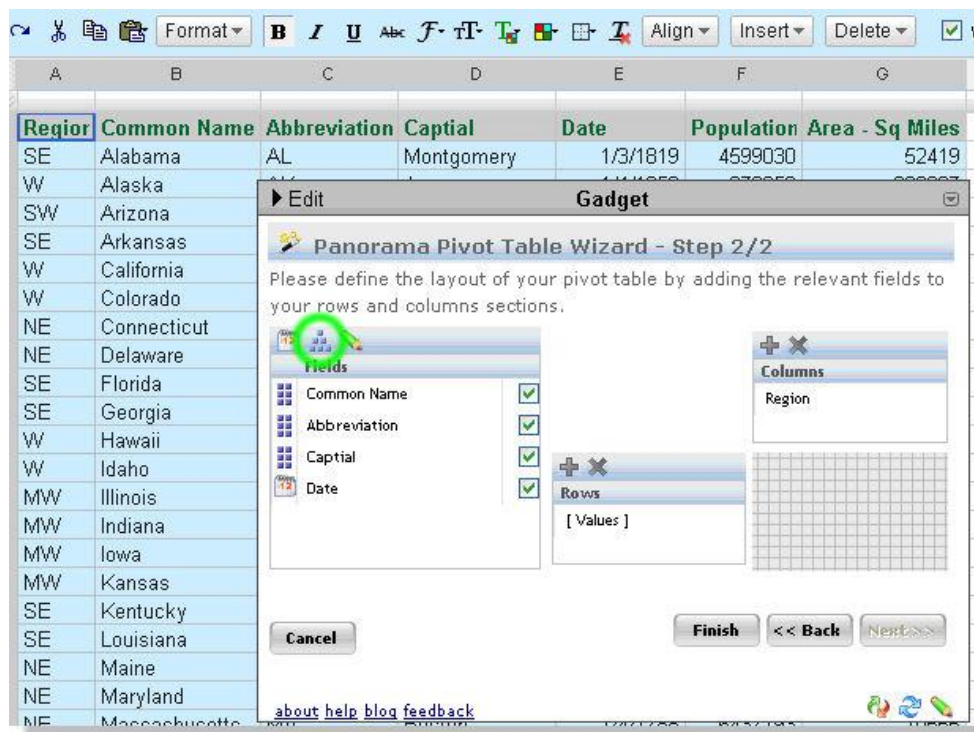 Format B I U Abc F T T T Align Insert Delete
A B C D E F G
Region Common Name Abbreviation Captial Date Population Area - Sq Miles
SE Alabama AL Montgomery 1/3/1819 4599030 52419
W Alaska
SW Arizona
SE Arkansas
W California
W Colorado
NE Connecticut
NE Delaware
SE Florida
SE Georgia
W Hawaii
W Idaho
MW Illinois
MW Indiana
MW Iowa
MW Kansas
SE Kentucky
SE Louisiana
NE Maine
NE Maryland
NE Massachusetts
Edit Gadget
Panorama Pivot Table Wizard - Step 2/2
Please define the layout of your pivot table by adding the relevant fields to
your rows and columns sections.
Fields
Common Name
Abbreviation
Captial
12 Date
Columns
Region
Rows
[ Values ]
Cancel Finish << Back Next >>
about help blog feedback